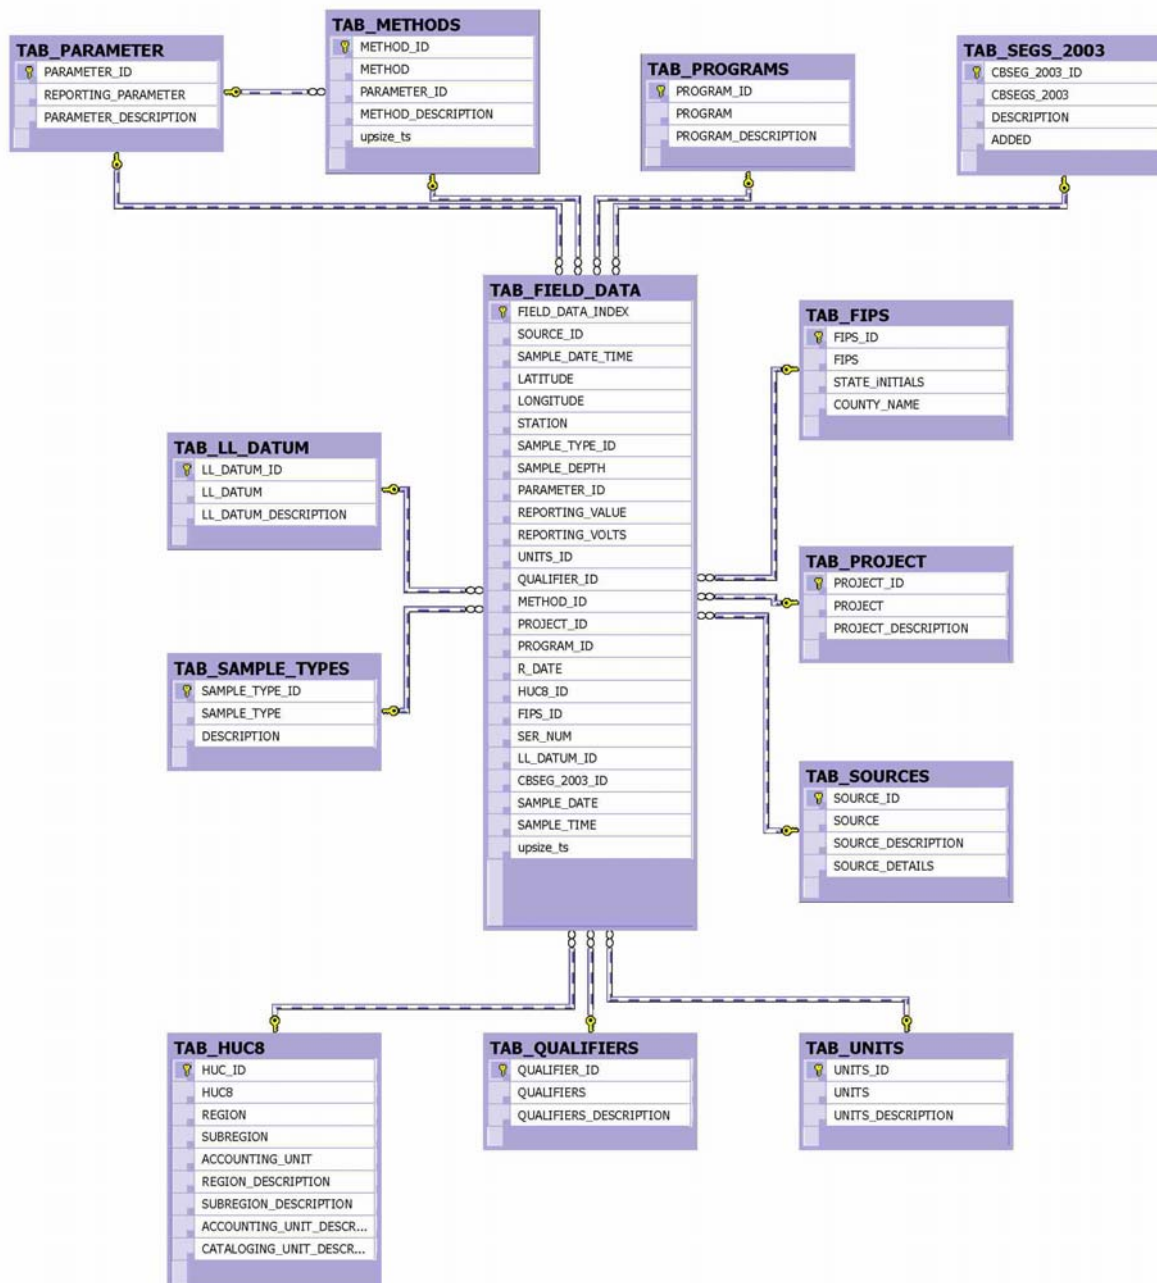 TAB_PARAMETER
PARAMETER_ID
REPORTING_PARAMETER
PARAMETER_DESCRIPTION
TAB_METHODS
METHOD_ID
METHOD
PARAMETER_ID
METHOD_DESCRIPTION
upsize_ts
TAB_PROGRAMS
PROGRAM_ID
PROGRAM
PROGRAM_DESCRIPTION
TAB_SEGS_2003
CBSEG_2003_ID
CBSEGS_2003
DESCRIPTION
ADDED
TAB_FIELD_DATA
FIELD_DATA_INDEX
SOURCE_ID
SAMPLE_DATE_TIME
LATITUDE
LONGITUDE
STATION
SAMPLE_TYPE_ID
SAMPLE_DEPTH
PARAMETER_ID
REPORTING_VALUE
REPORTING_VOLTS
UNITS_ID
QUALIFIER_ID
METHOD_ID
PROJECT_ID
PROGRAM_ID
R_DATE
HUC8_ID
FIPS_ID
SER_NUM
LL_DATUM_ID
CBSEG_2003_ID
SAMPLE_DATE
SAMPLE_TIME
upsize_ts
TAB_FIPS
FIPS_ID
FIPS
STATE_iNITIALS
COUNTY_NAME
TAB_LL_DATUM
LL_DATUM_ID
LL_DATUM
LL_DATUM_DESCRIPTION
TAB_PROJECT
PROJECT_ID
PROJECT
PROJECT_DESCRIPTION
TAB_SAMPLE_TYPES
SAMPLE_TYPE_ID
SAMPLE_TYPE
DESCRIPTION
TAB_SOURCES
SOURCE_ID
SOURCE
SOURCE_DESCRIPTION
SOURCE_DETAILS
TAB_HUC8
HUC_ID
HUC8
REGION
SUBREGION
ACCOUNTING_UNIT
REGION_DESCRIPTION
SUBREGION_DESCRIPTION
ACCOUNTING_UNIT_DESCR...
CATALOGING_UNIT_DESCR...
TAB_QUALIFIERS
QUALIFIER_ID
QUALIFIERS
QUALIFIERS_DESCRIPTION
TAB_UNITS
UNITS_ID
UNITS
UNITS_DESCRIPTION